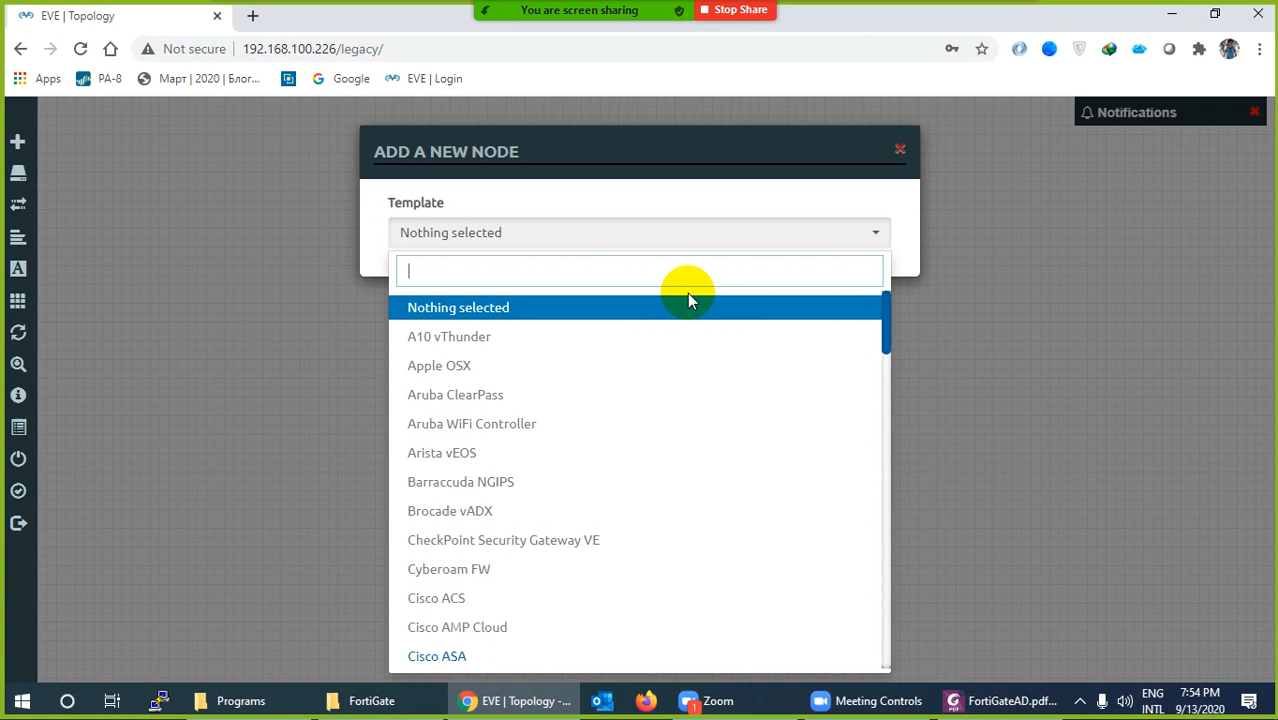 You are screen sharing
Stop Share
EVE | Topology
Not secure
192.168.100.226/legacy/
Apps
PA-8
Март | 2020 | Блог...
Google
EVE | Login
Notifications
ADD A NEW NODE
Template
Nothing selected
Nothing selected
A10 vThunder
Apple OSX
Aruba ClearPass
Aruba WiFi Controller
Arista vEOS
Barracuda NGIPS
Brocade vADX
CheckPoint Security Gateway VE
Cyberoam FW
Cisco ACS
Cisco AMP Cloud
Cisco ASA
Programs
FortiGate
EVE | Topology -...
1
Zoom
Meeting Controls
FortiGateAD.pdf...
ENG
INTL
7:54 PM
9/13/2020